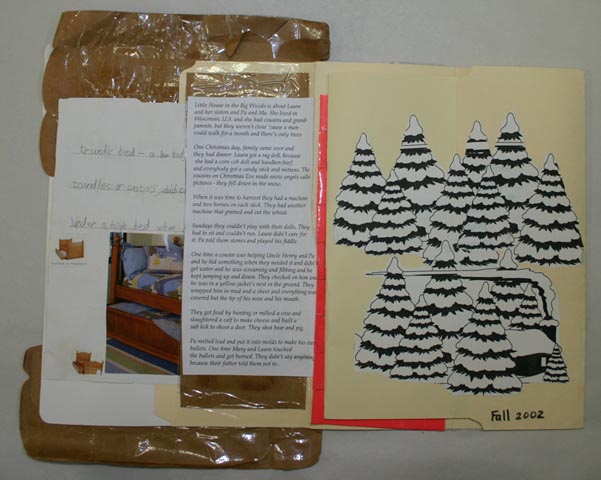 trundle bed - a low bed
trundles or casters,
under a high bed when
Little House in the Big Woods is about Laura
and her sisters and Pa and Ma. She lived in
Wisconsin, U.S. and she had cousins and grand-
parents, but they weren't close 'cause a man
could walk for a month and there's only trees.
One Christmas day, family came over and
they had dinner. Laura got a rag doll, because
she had a corn cob doll and handkerchief,
and everybody got a candy stick and mittens. The
cousins on Christmas Eve made snow angels calle
pictures - they fell down in the snow.
When it was time to harvest they had a machine
and two horses on each stick. They had another
machine that grained and cut the wheat.
Sundays they couldn't play with their dolls. They
had to sit and couldn't run. Laura didn't care for
it. Pa told them stories and played his fiddle.
One time a cousin was helping Uncle Henry and Pa
and he hid something when they needed it and didn't
get water and he was screaming and fibbing and he
kept jumping up and down. They checked on him and
he was in a yellow jacket's nest in the ground. They
wrapped him in mud and a sheet and everything was
covered but the tip of his nose and his mouth.
They got food by hunting or milked a cow and
slaughtered a calf to make cheese and built a
salt lick to shoot a deer. They shot bear and pig.
Pa melted lead and put it into molds to make his own
bullets. One time Mary and Laura touched
the bullets and got burned. They didn't say anything
because their father told them not to.
Fall 2002